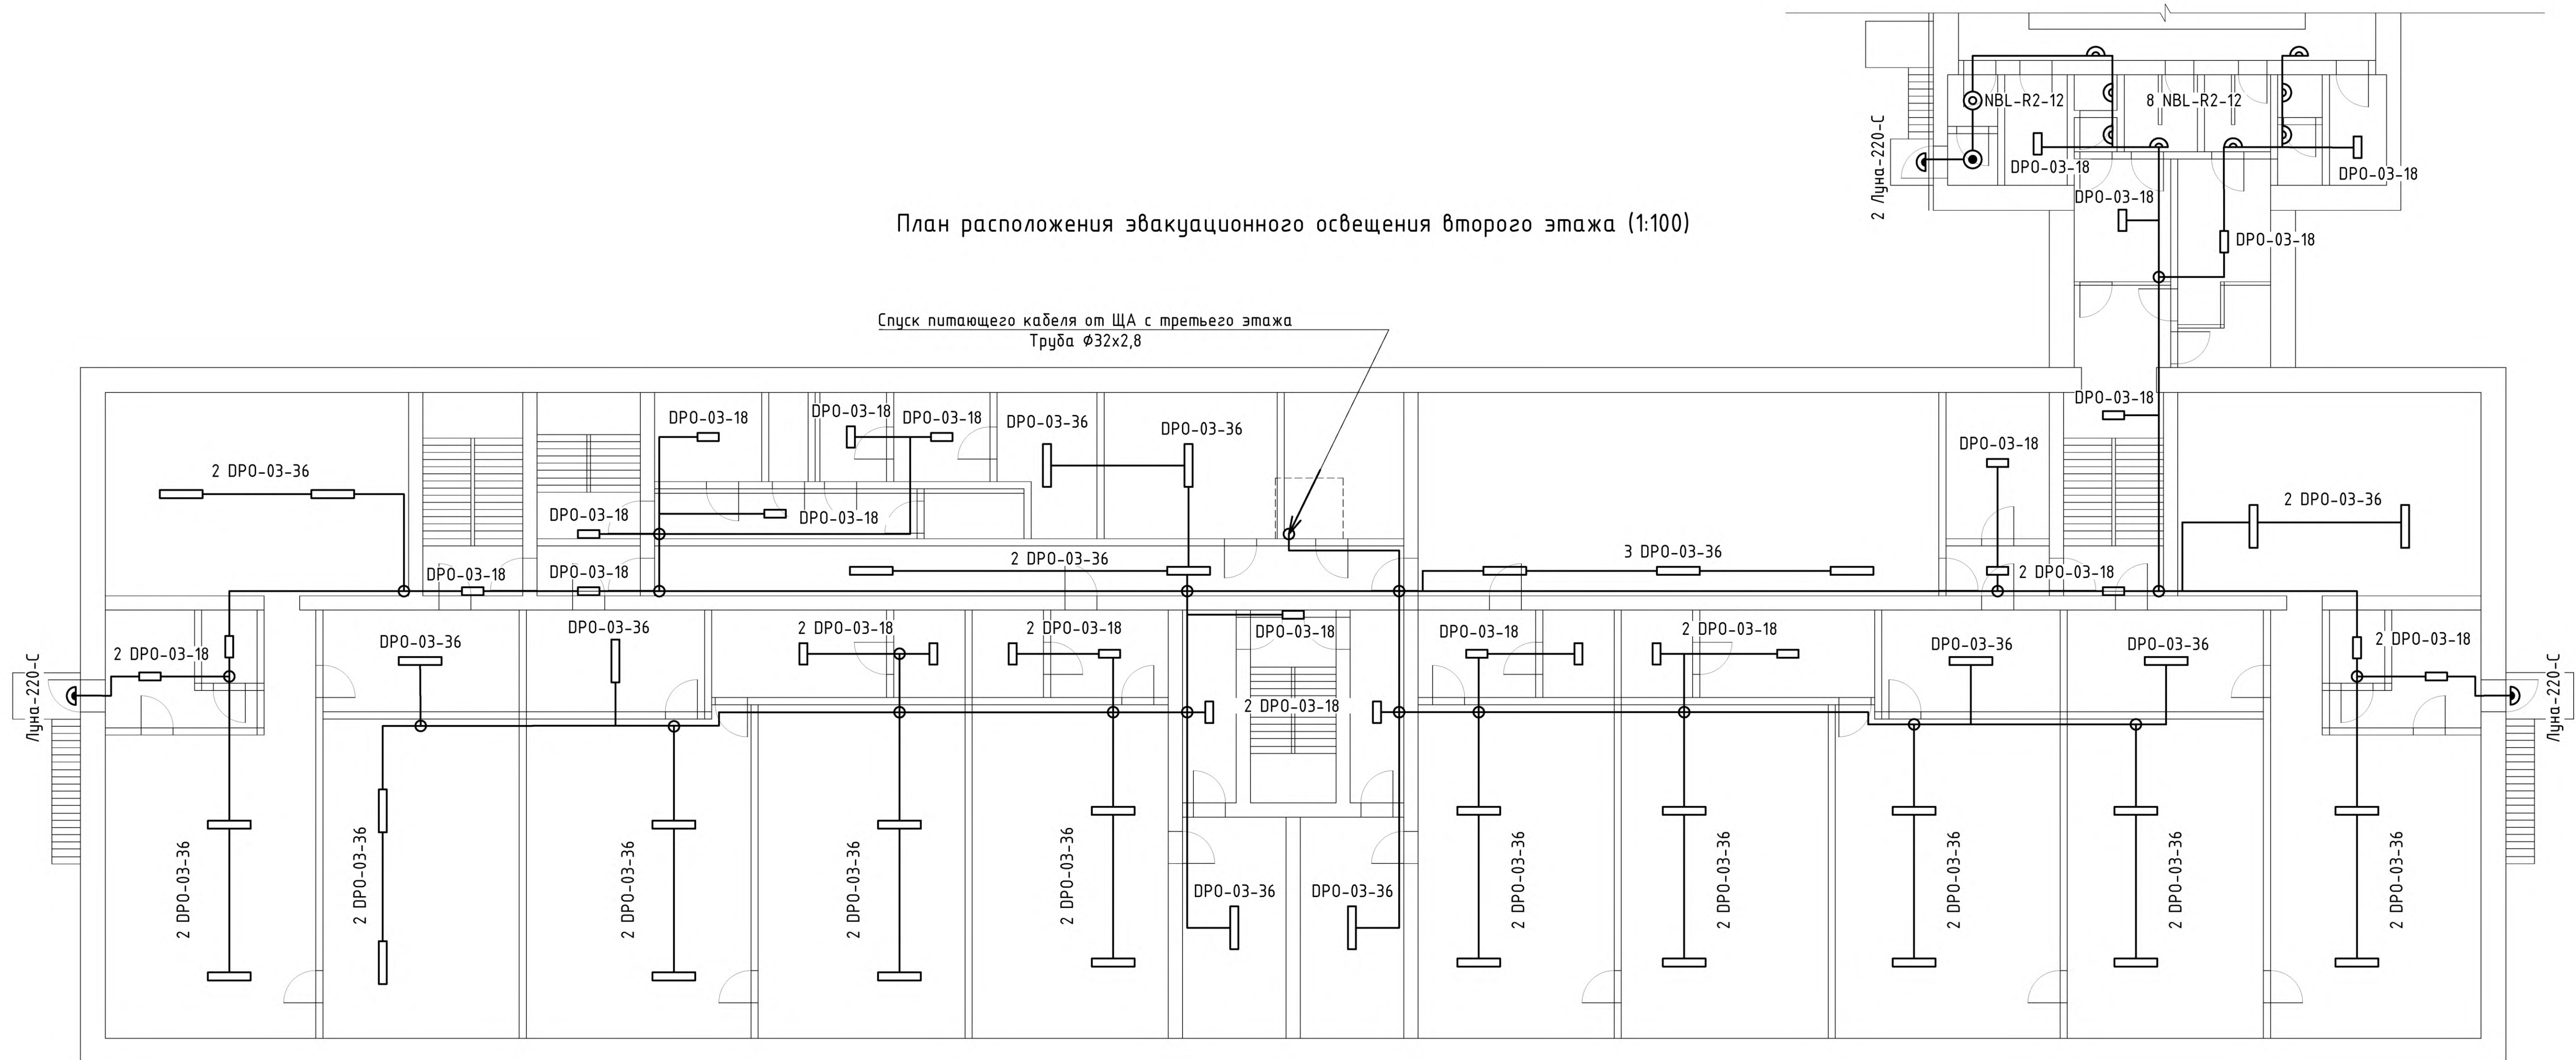 NBL-R2-12
8 NBL-R2-12
2 Луна-220-С
DPO-03-18
DPO-03-18
DPO-03-18
План расположения эвакуационного освещения второго этажа (1:100)
DPO-03-18
Спуск питающего кабеля от ЩА с третьего этажа
Труба Ø32х2,8
DPO-03-18
DPO-03-18
DPO-03-18
DPO-03-18
DPO-03-36
DPO-03-36
DPO-03-18
2 DPO-03-36
2 DPO-03-36
DPO-03-18
DPO-03-18
2 DPO-03-36
3 DPO-03-36
DPO-03-18
DPO-03-18
2 DPO-03-18
2 DPO-03-18
DPO-03-36
DPO-03-36
2 DPO-03-18
2 DPO-03-18
DPO-03-18
DPO-03-18
2 DPO-03-18
DPO-03-36
DPO-03-36
2 DPO-03-18
Луна-220-С
Луна-220-С
2 DPO-03-18
2 DPO-03-36
2 DPO-03-36
2 DPO-03-36
2 DPO-03-36
2 DPO-03-36
DPO-03-36
DPO-03-36
2 DPO-03-36
2 DPO-03-36
2 DPO-03-36
2 DPO-03-36
2 DPO-03-36